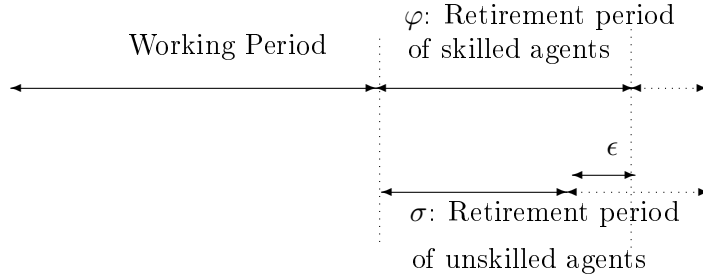 φ: Retirement period
Working Period
of skilled agents
ϵ
σ: Retirement period
of unskilled agents